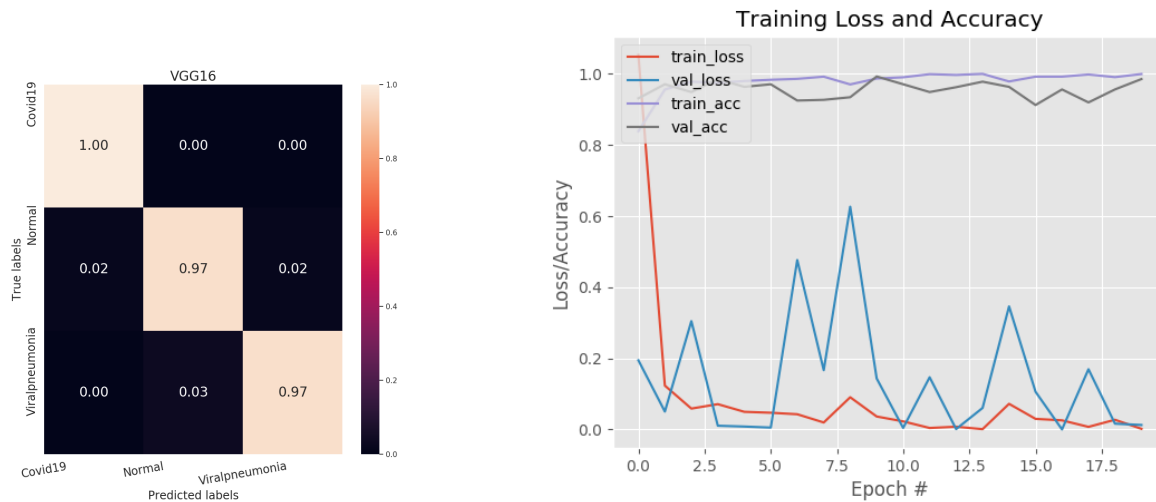 VGG16
Covid19
Normal
Viralpneumonia
True labels
1.00 0.00 0.00
0.02 0.97 0.02
0.00 0.03 0.97
Covid19 Normal Viralpneumonia
Predicted labels
1.0
0.8
0.6
0.4
0.2
0.0
Training Loss and Accuracy
train_loss
val_loss
train_acc
val_acc
Loss/Accuracy
1.0
0.8
0.6
0.4
0.2
0.0
0.0 2.5 5.0 7.5 10.0 12.5 15.0 17.5
Epoch #